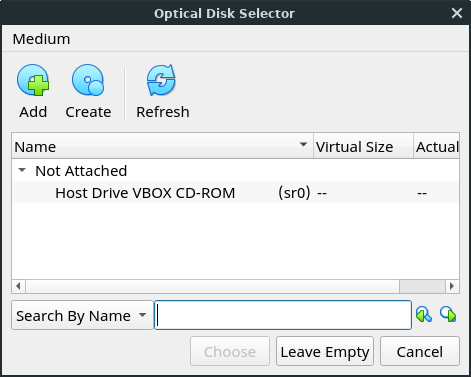 Optical Disk Selector
Medium
Add Create Refresh
Name Virtual Size Actual
Not Attached
Host Drive VBOX CD-ROM (sr0) -- --
Search By Name
Choose Leave Empty Cancel